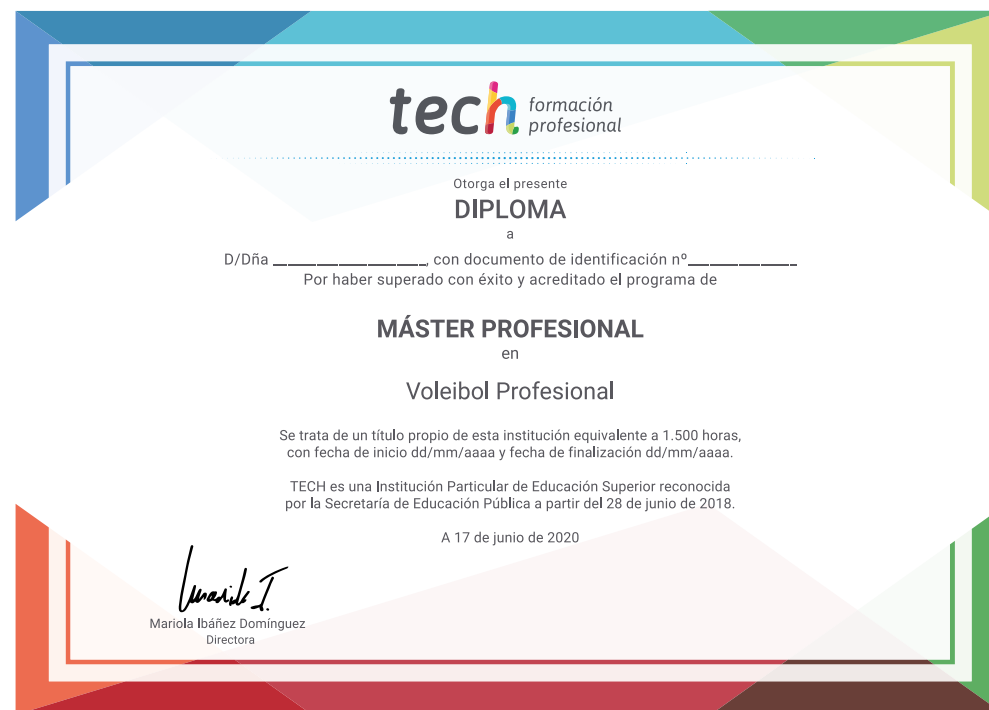 tech formación
profesional
Otorga el presente
DIPLOMA
a
D/Dña ____________________, con documento de identificación nº______________
Por haber superado con éxito y acreditado el programa de
MÁSTER PROFESIONAL
en
Voleibol Profesional
Se trata de un título propio de esta institución equivalente a 1.500 horas,
con fecha de inicio dd/mm/aaaa y fecha de finalización dd/mm/aaaa.
TECH es una Institución Particular de Educación Superior reconocida
por la Secretaría de Educación Pública a partir del 28 de junio de 2018.
A 17 de junio de 2020
Mariola Ibáñez Domínguez
Directora